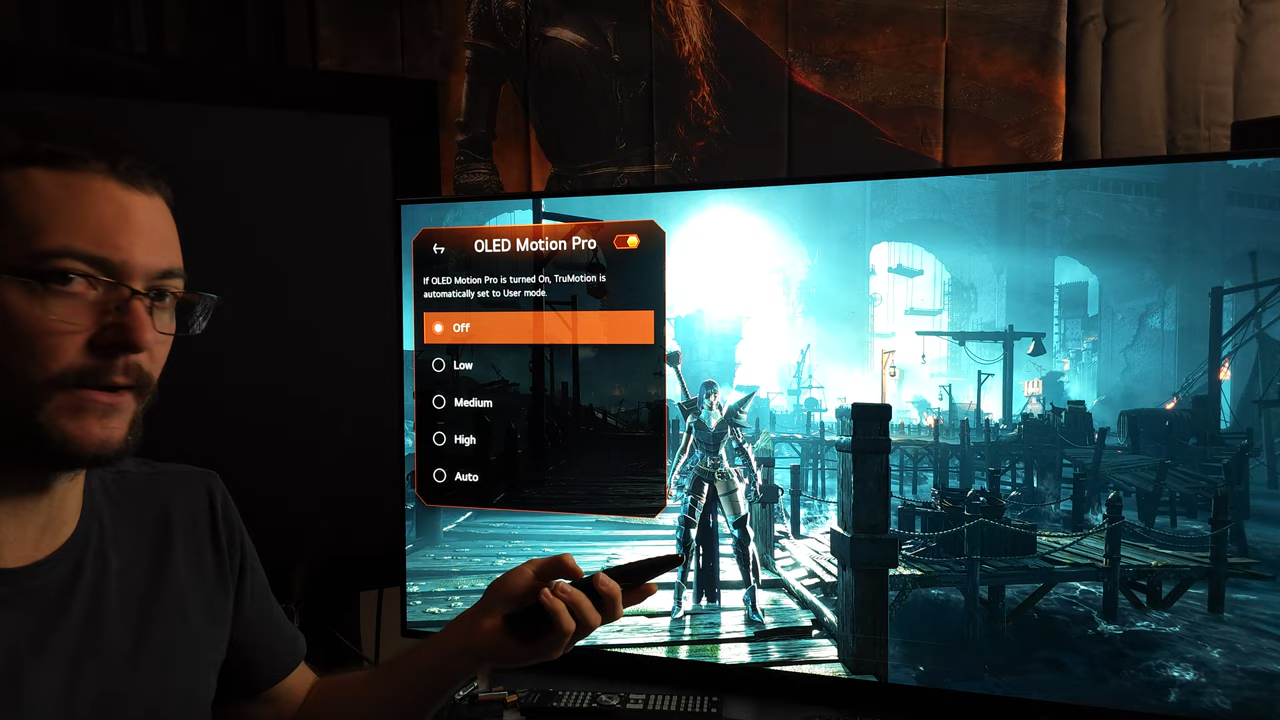 OLED Motion Pro
If OLED Motion Pro is turned On, TruMotion is
automatically set to User mode.
Off
Low
Medium
High
Auto